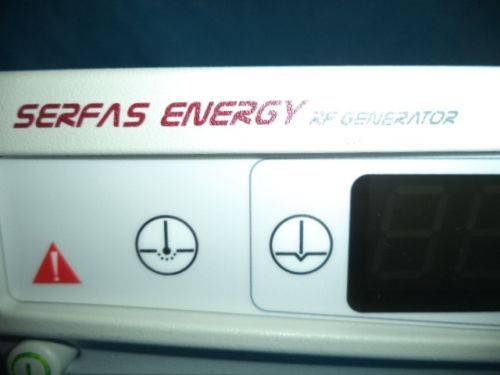 SERFAS ENERGY RF GENERATOR